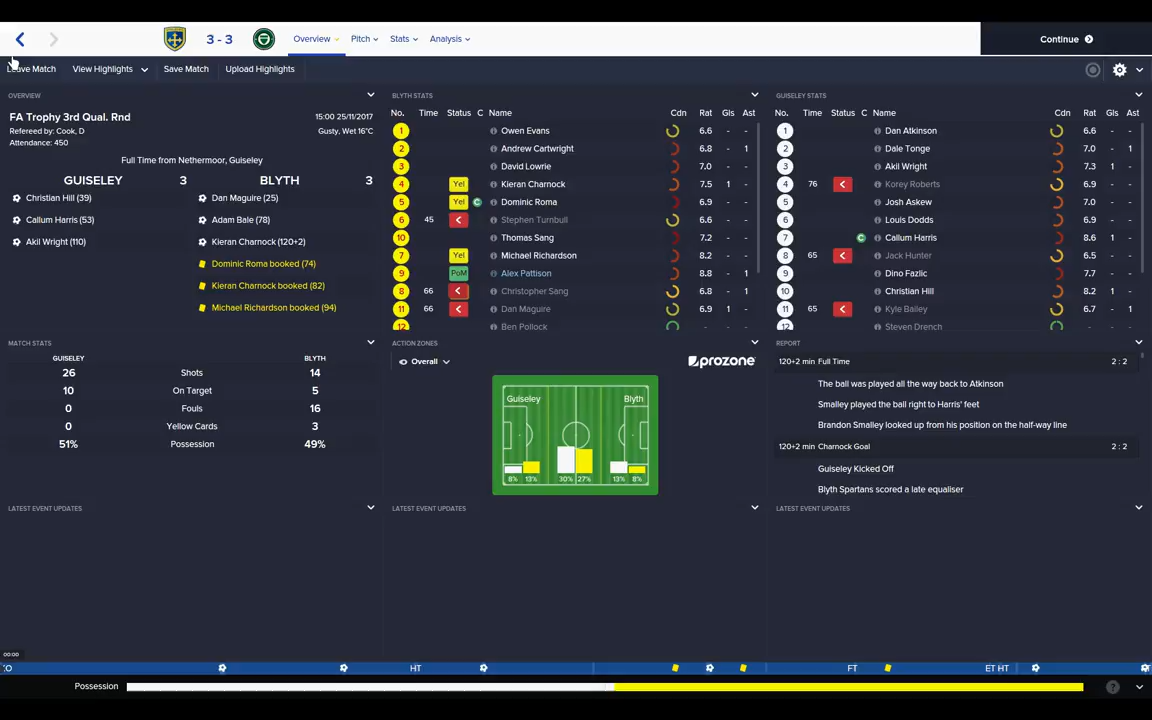 3 - 3
Overview
Pitch
Stats
Analysis
Continue
Leave Match
View Highlights
Save Match
Upload Highlights
OVERVIEW
FA Trophy 3rd Qual. Rnd
15:00 25/11/2017
Refereed by: Cook, D
Gusty, Wet 16°C
Attendance: 450
Full Time from Nethermoor, Guiseley
GUISELEY 3 BLYTH 3
Christian Hill (39)
Callum Harris (53)
Akil Wright (110)
Dan Maguire (25)
Adam Bale (78)
Kieran Charnock (120+2)
Dominic Roma booked (74)
Kieran Charnock booked (82)
Michael Richardson booked (94)
BLYTH STATS
No. Time Status C Name Cdn Rat Gls Ast
1 Owen Evans 6.6 - -
2 Andrew Cartwright 6.8 - 1
3 David Lowrie 7.0 - -
4 Yel Kieran Charnock 7.5 1 -
5 Yel C Dominic Roma 6.9 - -
6 45 Stephen Turnbull 6.6 - -
10 Thomas Sang 7.2 - -
7 Yel Michael Richardson 8.2 - -
9 PoM Alex Pattison 8.8 - 1
8 66 Christopher Sang 6.8 - 1
11 66 Dan Maguire 6.9 1 -
12 Ben Pollock - - -
GUISELEY STATS
No. Time Status C Name Cdn Rat Gls Ast
1 Dan Atkinson 6.6 - -
2 Dale Tonge 7.0 - 1
3 Akil Wright 7.3 1 -
4 76 Korey Roberts 6.9 - -
5 Josh Askew 7.0 - -
6 Louis Dodds 6.9 - -
7 C Callum Harris 8.6 1 -
8 65 Jack Hunter 6.5 - -
9 Dino Fazlic 7.7 - -
10 Christian Hill 8.2 1 -
11 65 Kyle Bailey 6.7 - 1
12 Steven Drench - - -
MATCH STATS
GUISELEY BLYTH
26 Shots 14
10 On Target 5
0 Fouls 16
0 Yellow Cards 3
51% Possession 49%
ACTION ZONES
Overall
prozone
Guiseley Blyth
8% 13% 30% 27% 13% 8%
REPORT
120+2 min Full Time 2 : 2
The ball was played all the way back to Atkinson
Smalley played the ball right to Harris' feet
Brandon Smalley looked up from his position on the half-way line
120+2 min Charnock Goal 2 : 2
Guiseley Kicked Off
Blyth Spartans scored a late equaliser
LATEST EVENT UPDATES
LATEST EVENT UPDATES
LATEST EVENT UPDATES
00:00
HT FT ET HT
Possession